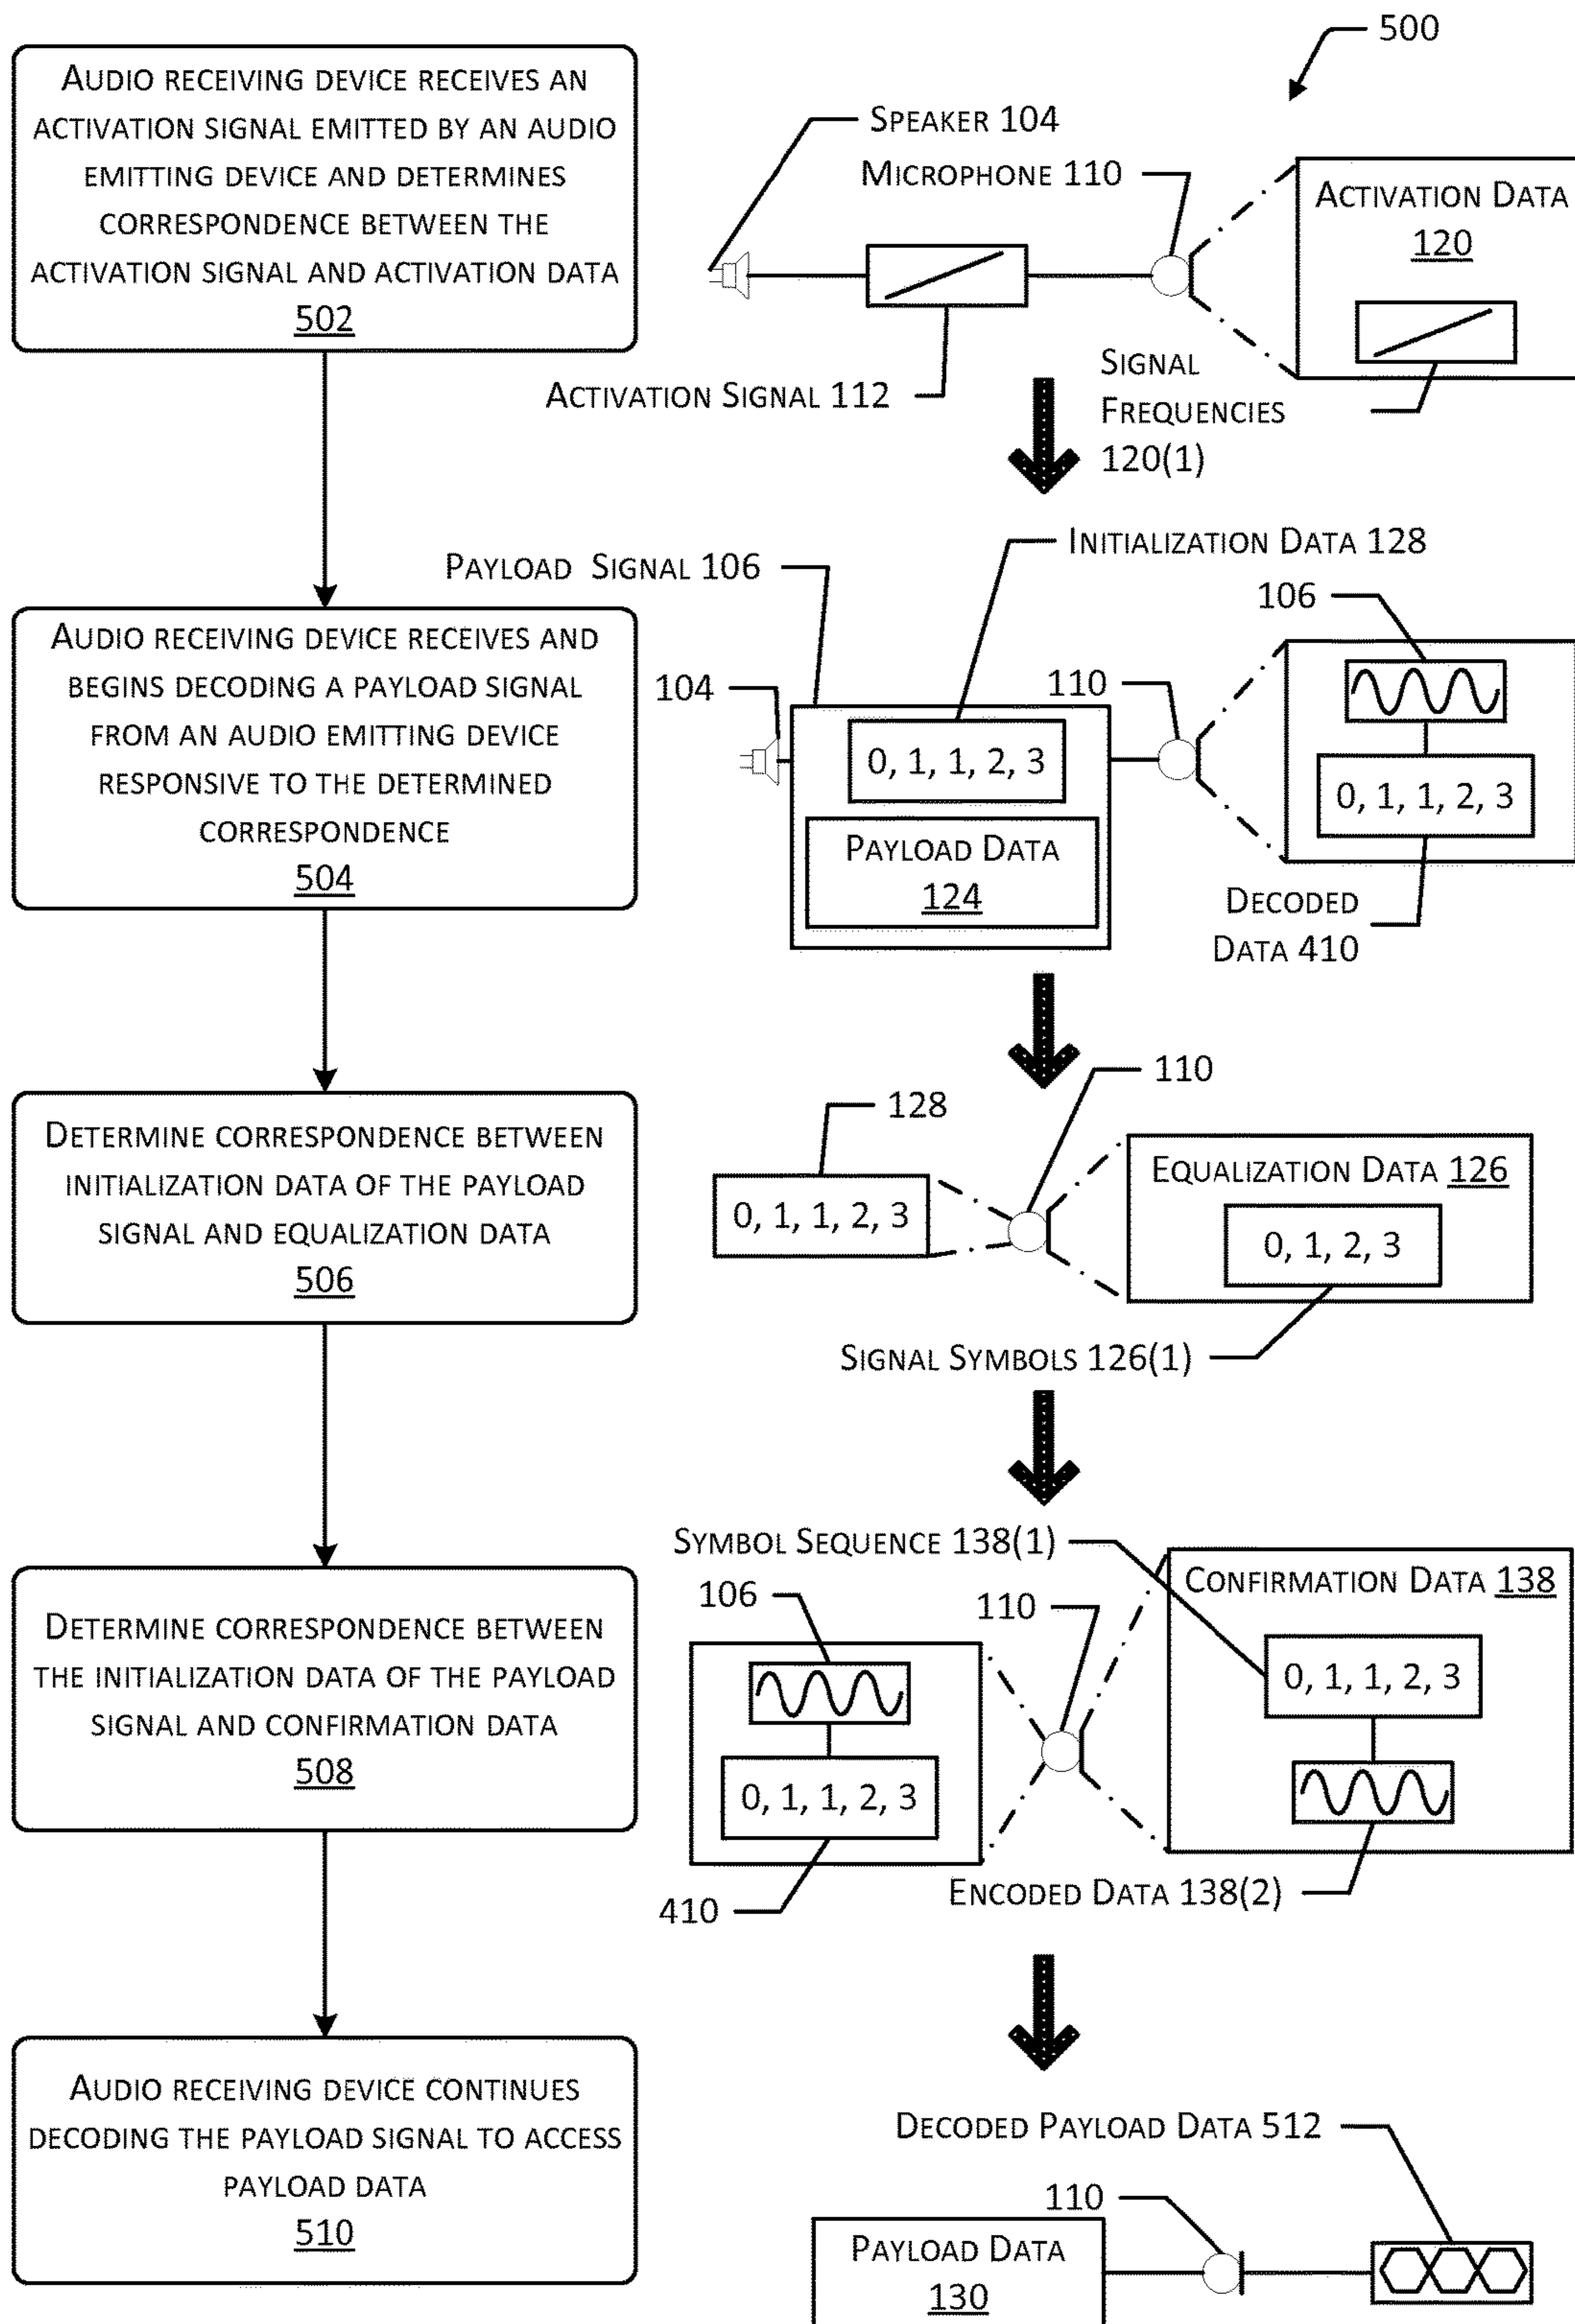 500
AUDIO RECEIVING DEVICE RECEIVES AN
ACTIVATION SIGNAL EMITTED BY AN AUDIO
EMITTING DEVICE AND DETERMINES
CORRESPONDENCE BETWEEN THE
ACTIVATION SIGNAL AND ACTIVATION DATA
502
SPEAKER 104
MICROPHONE 110
ACTIVATION DATA
120
ACTIVATION SIGNAL 112
SIGNAL
FREQUENCIES
120(1)
AUDIO RECEIVING DEVICE RECEIVES AND
BEGINS DECODING A PAYLOAD SIGNAL
FROM AN AUDIO EMITTING DEVICE
RESPONSIVE TO THE DETERMINED
CORRESPONDENCE
504
PAYLOAD SIGNAL 106
INITIALIZATION DATA 128
106
104
110
0, 1, 1, 2, 3
0, 1, 1, 2, 3
PAYLOAD DATA
124
DECODED
DATA 410
DETERMINE CORRESPONDENCE BETWEEN
INITIALIZATION DATA OF THE PAYLOAD
SIGNAL AND EQUALIZATION DATA
506
110
128
0, 1, 1, 2, 3
EQUALIZATION DATA 126
0, 1, 2, 3
SIGNAL SYMBOLS 126(1)
DETERMINE CORRESPONDENCE BETWEEN
THE INITIALIZATION DATA OF THE PAYLOAD
SIGNAL AND CONFIRMATION DATA
508
SYMBOL SEQUENCE 138(1)
106
110
CONFIRMATION DATA 138
0, 1, 1, 2, 3
0, 1, 1, 2, 3
410
ENCODED DATA 138(2)
AUDIO RECEIVING DEVICE CONTINUES
DECODING THE PAYLOAD SIGNAL TO ACCESS
PAYLOAD DATA
510
DECODED PAYLOAD DATA 512
110
PAYLOAD DATA
130